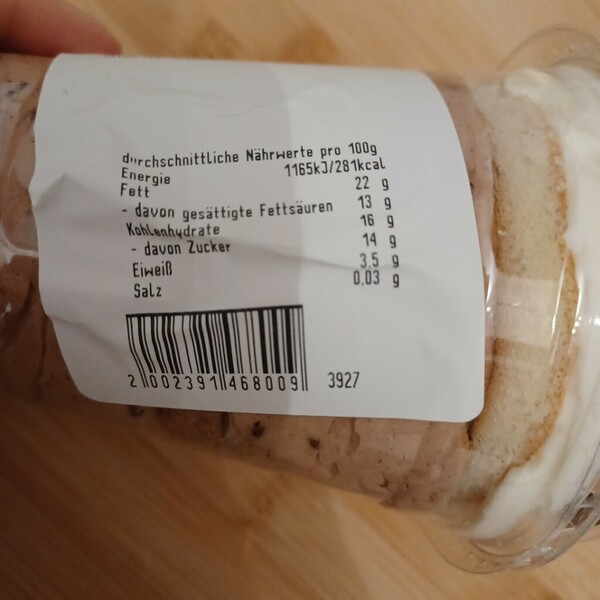 durchschnittliche Nährwerte pro 100g
Energie 1165kJ/281kcal
Fett 22 g
- davon gesättigte Fettsäuren 13 g
Kohlenhydrate 16 g
- davon Zucker 14 g
Eiweiß 3,5 g
Salz 0,03 g
2 002391 468009 3927